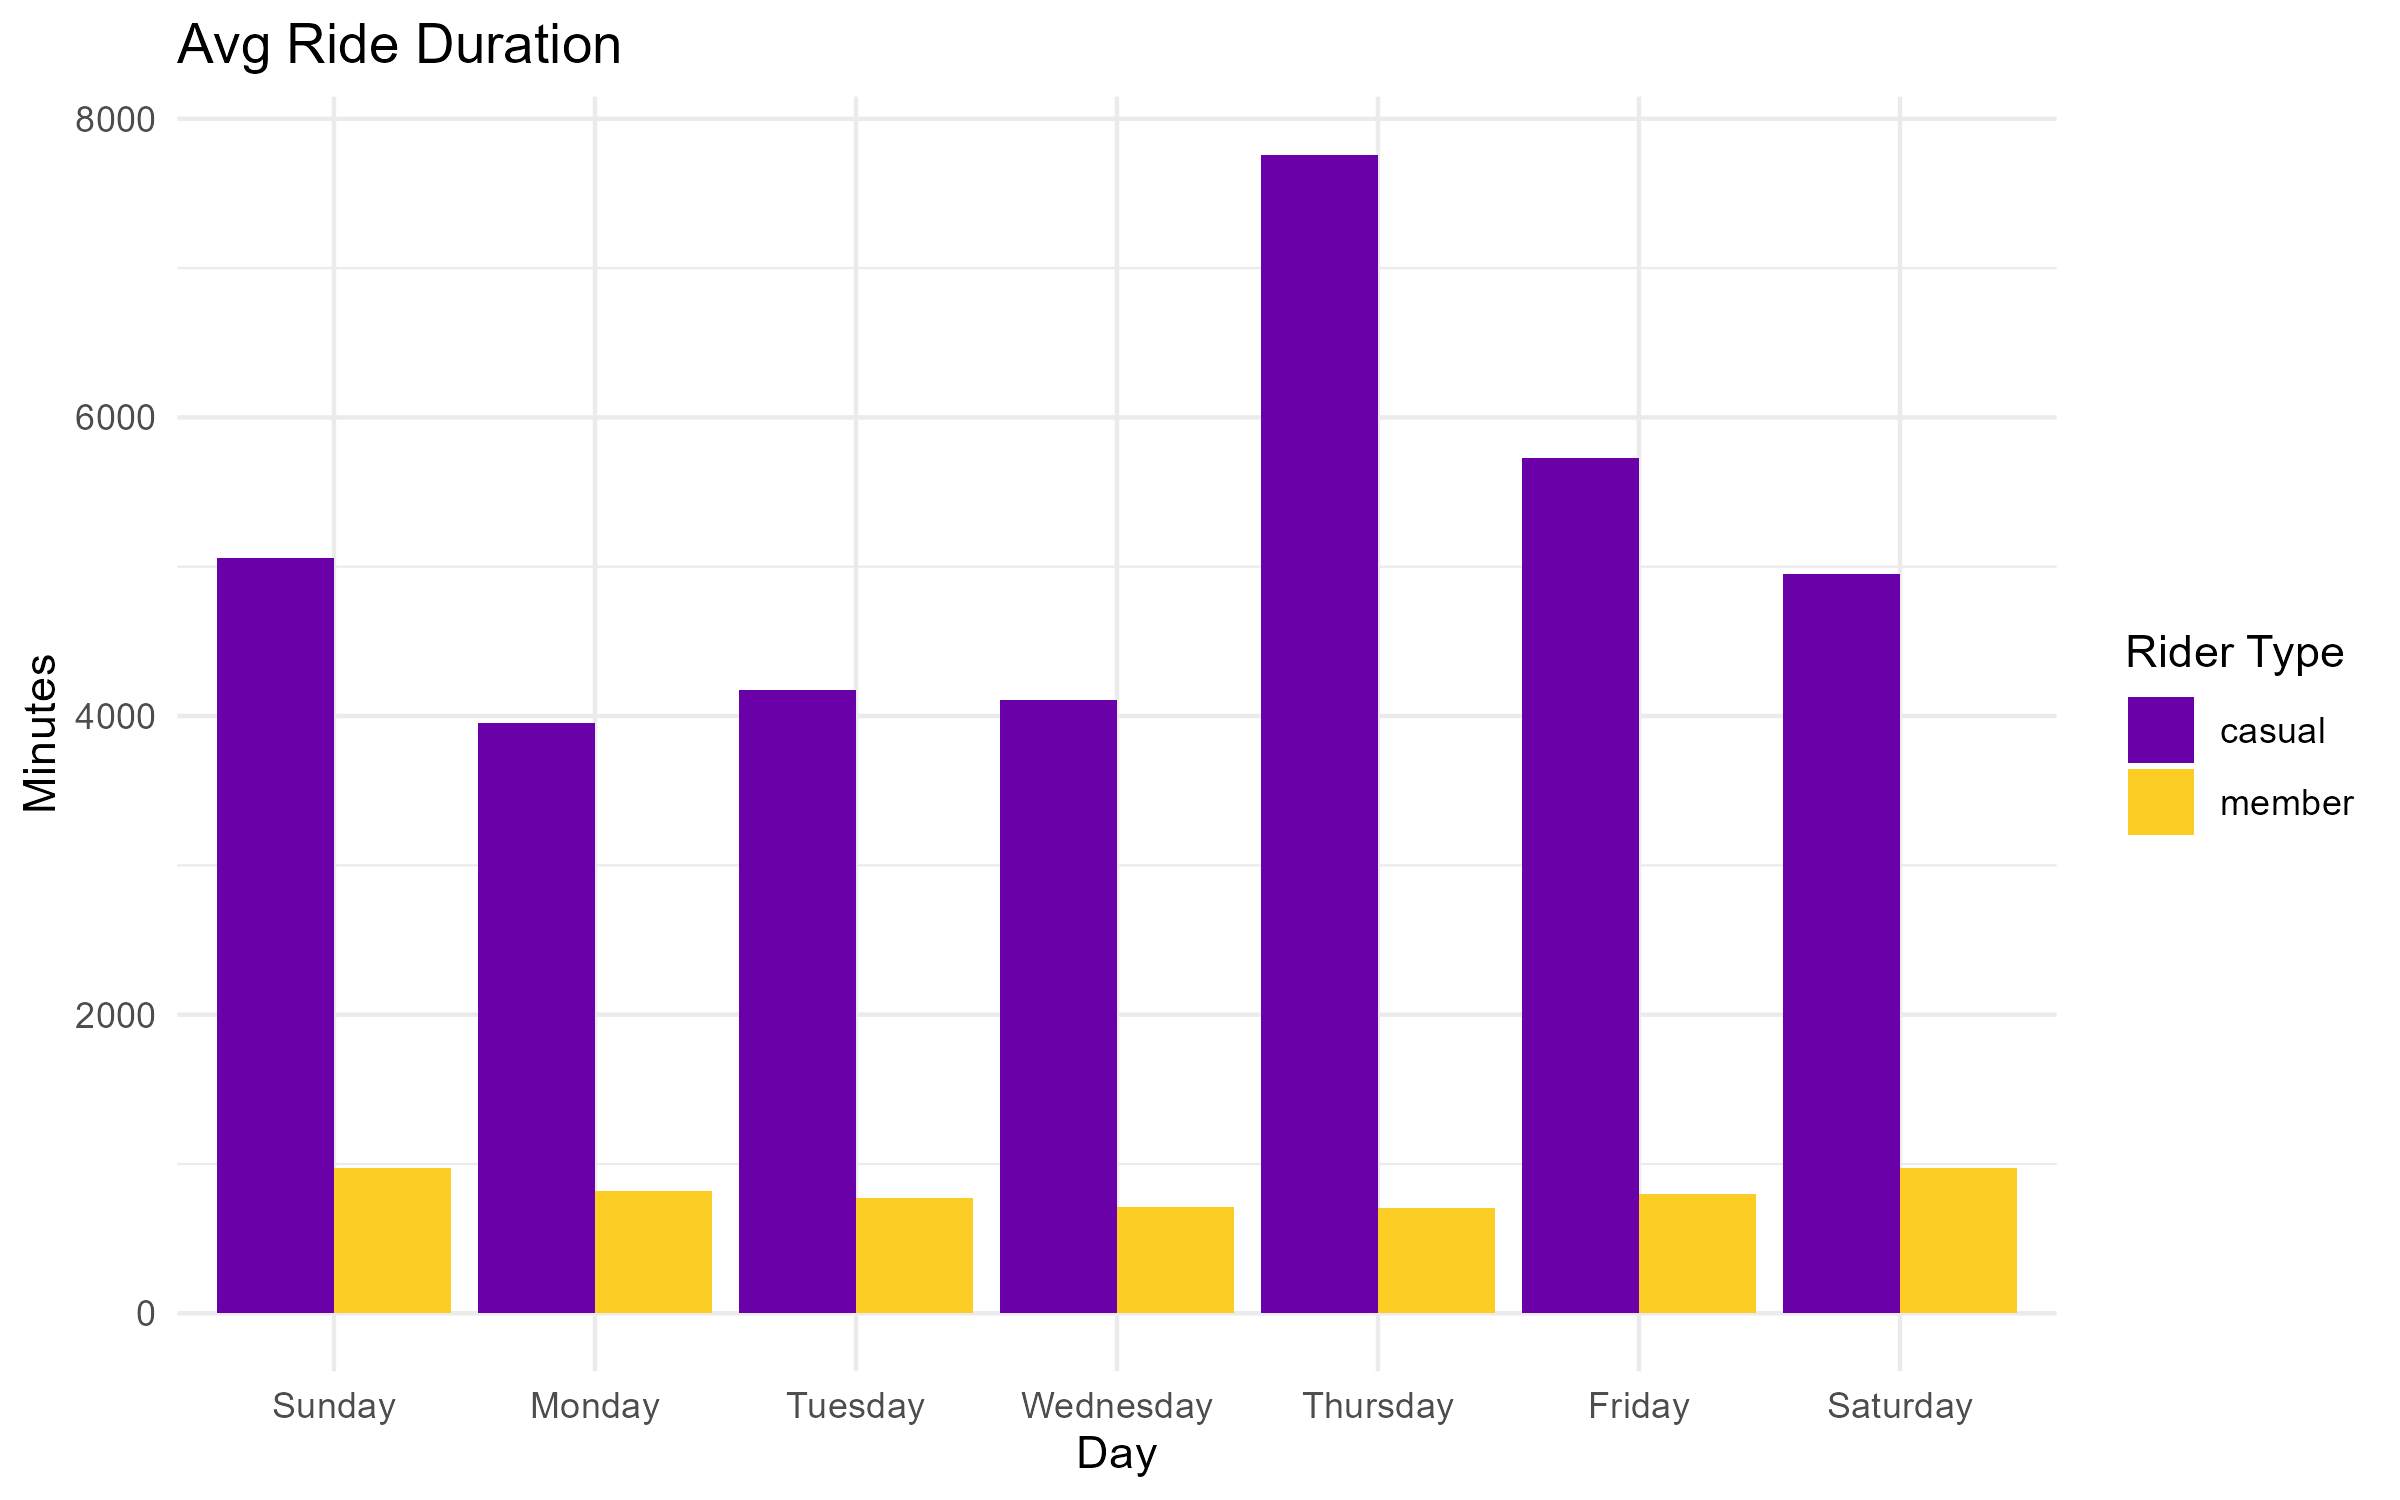 Avg Ride Duration
8000
6000
4000
2000
0
Minutes
Sunday Monday Tuesday Wednesday Thursday Friday Saturday
Day
Rider Type
casual
member